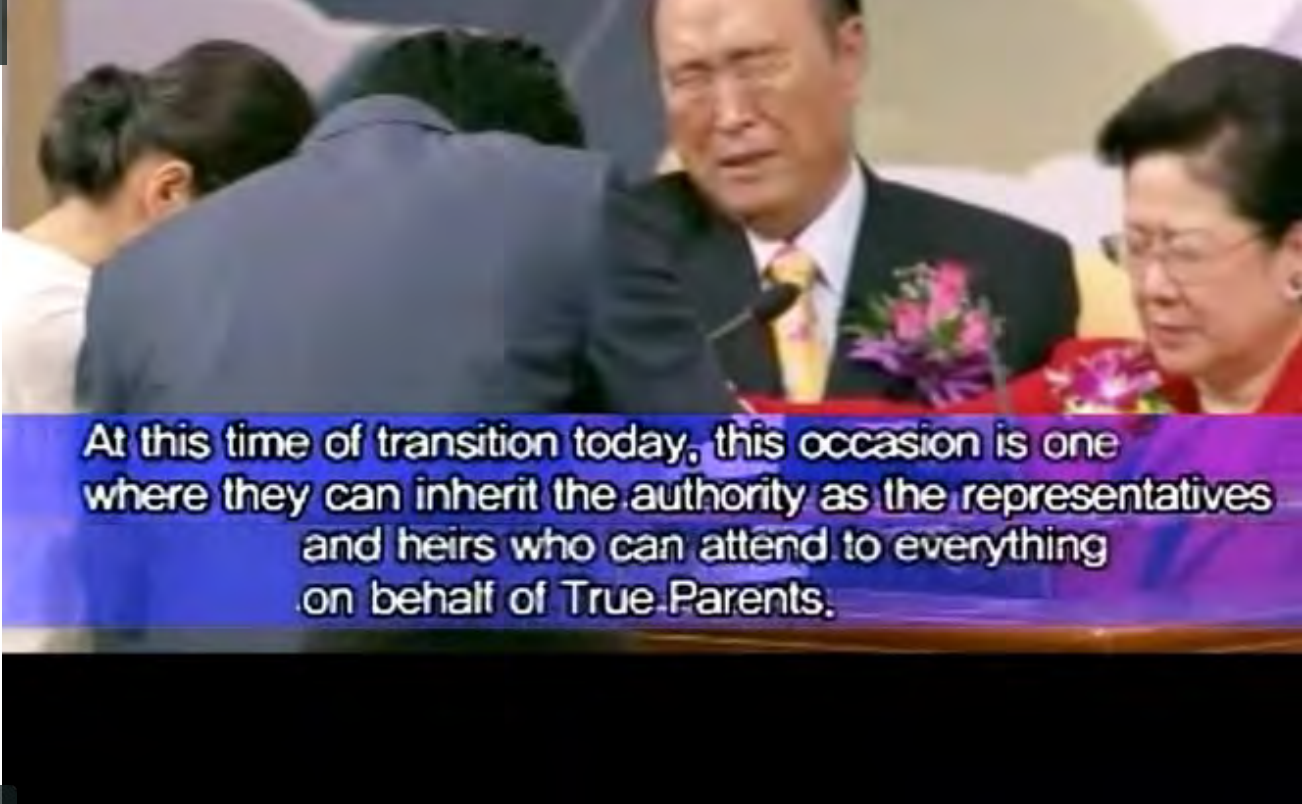 At this time of transition today, this occasion is one
where they can inherit the authority as the representatives
and heirs who can attend to everything
on behalf of True Parents.